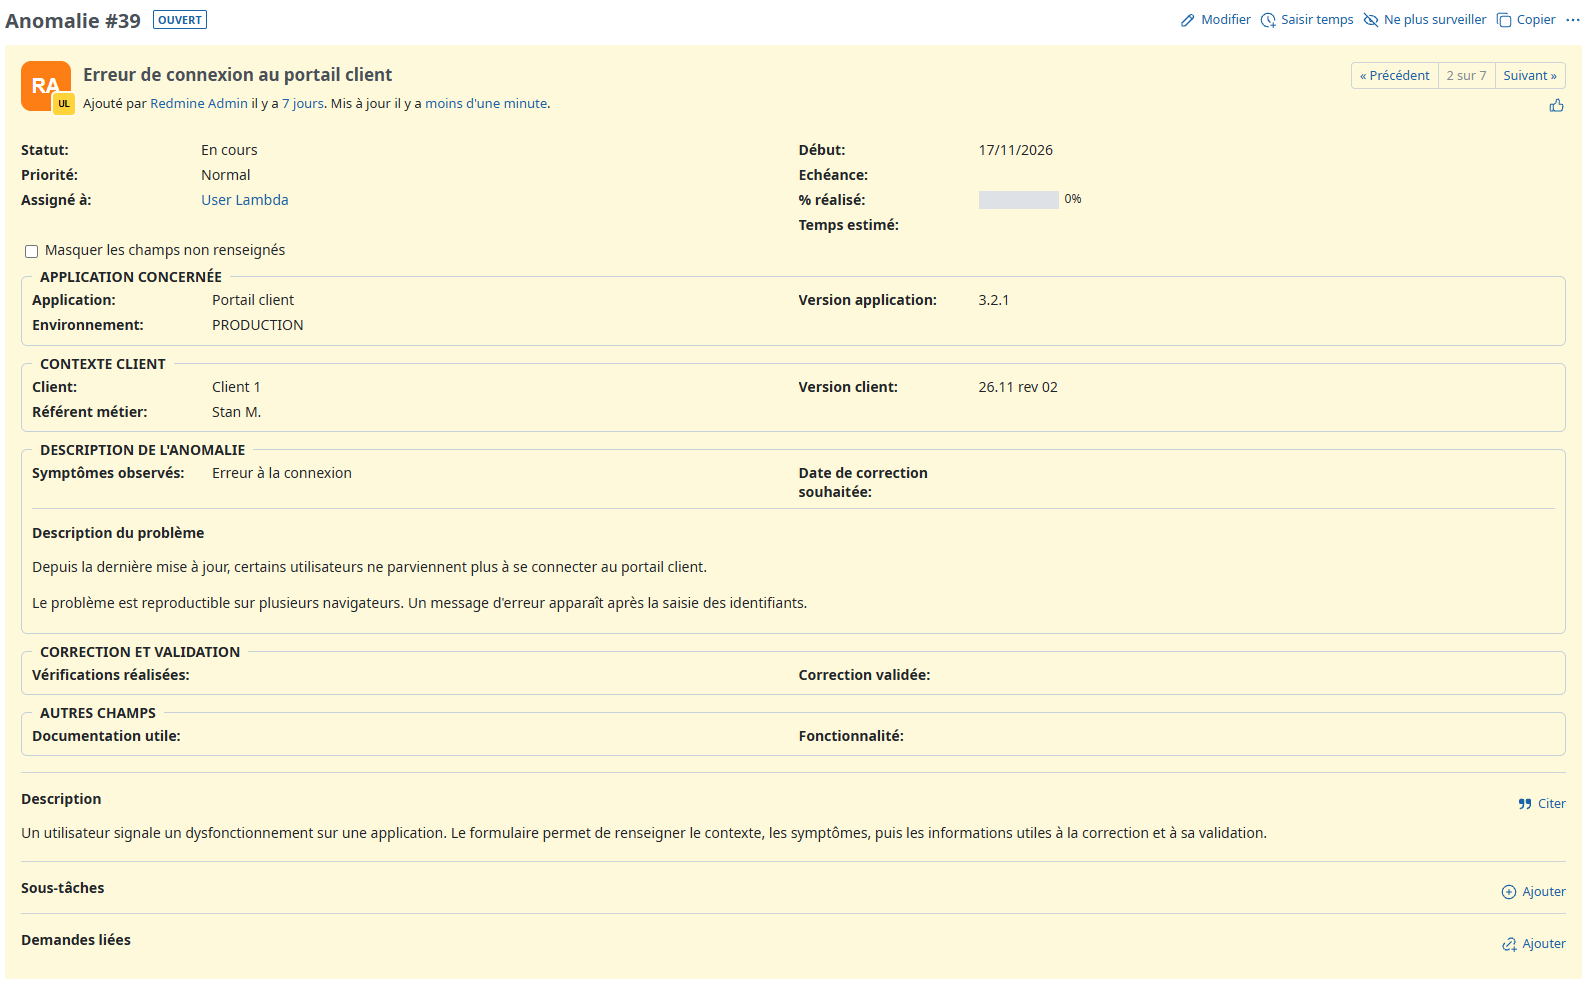 Anomalie #39 OUVERT Modifier Saisir temps Ne plus surveiller Copier ...
RA UL
Erreur de connexion au portail client « Précédent 2 sur 7 Suivant »
Ajouté par Redmine Admin il y a 7 jours. Mis à jour il y a moins d'une minute.
Statut: En cours Début: 17/11/2026
Priorité: Normal Echéance:
Assigné à: User Lambda % réalisé: 0%
Temps estimé:
Masquer les champs non renseignés
APPLICATION CONCERNÉE
Application: Portail client Version application: 3.2.1
Environnement: PRODUCTION
CONTEXTE CLIENT
Client: Client 1 Version client: 26.11 rev 02
Référent métier: Stan M.
DESCRIPTION DE L'ANOMALIE
Symptômes observés: Erreur à la connexion Date de correction
souhaitée:
Description du problème
Depuis la dernière mise à jour, certains utilisateurs ne parviennent plus à se connecter au portail client.
Le problème est reproductible sur plusieurs navigateurs. Un message d'erreur apparaît après la saisie des identifiants.
CORRECTION ET VALIDATION
Vérifications réalisées: Correction validée:
AUTRES CHAMPS
Documentation utile: Fonctionnalité:
Description Citer
Un utilisateur signale un dysfonctionnement sur une application. Le formulaire permet de renseigner le contexte, les symptômes, puis les informations utiles à la correction et à sa validation.
Sous-tâches Ajouter
Demandes liées Ajouter